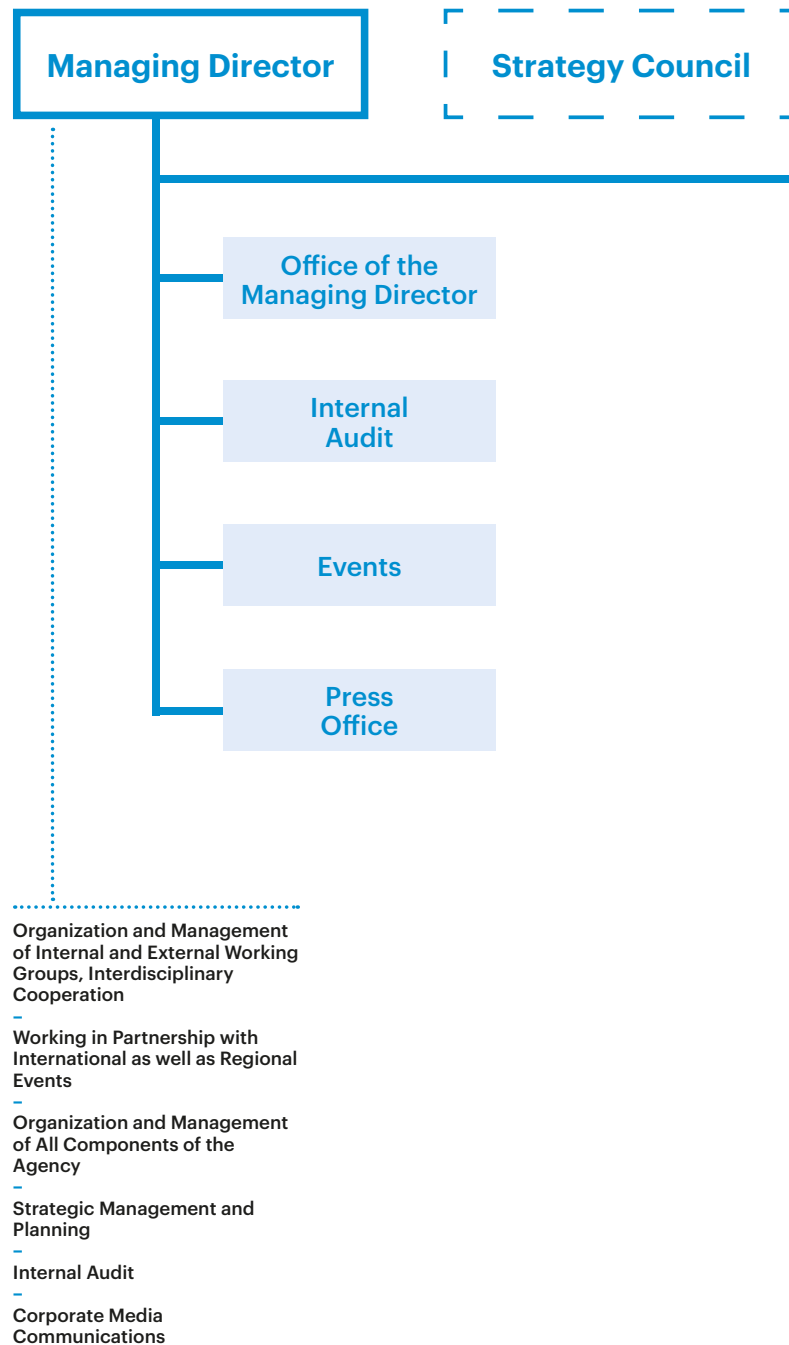 Managing Director
Strategy Council
Office of the
Managing Director
Internal
Audit
Events
Press
Office
Organization and Management
of Internal and External Working
Groups, Interdisciplinary
Cooperation
–
Working in Partnership with
International as well as Regional
Events
–
Organization and Management
of All Components of the
Agency
–
Strategic Management and
Planning
–
Internal Audit
–
Corporate Media
Communications